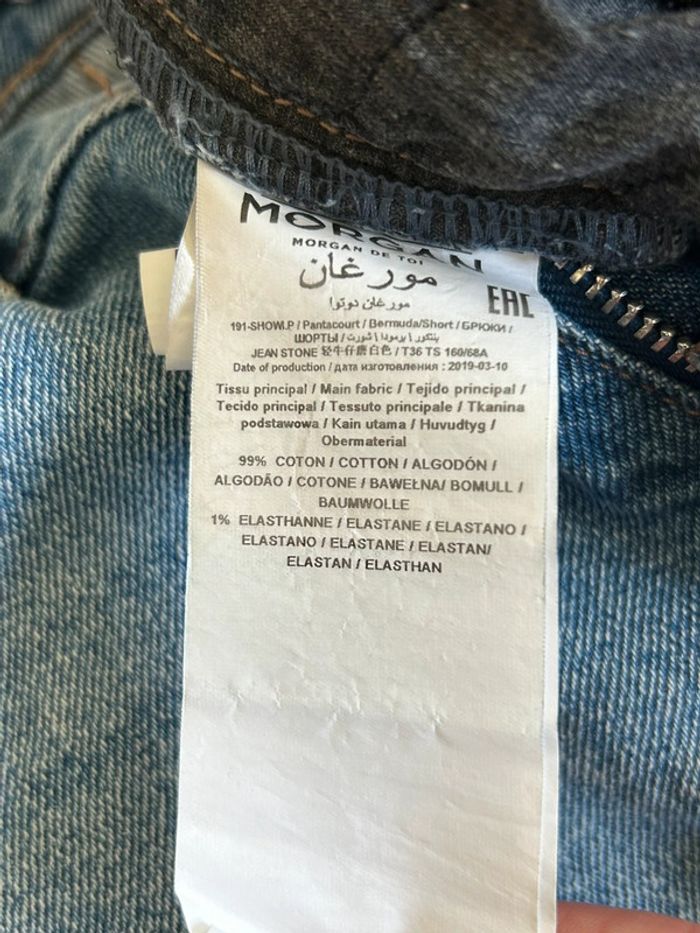 MORGAN
MORGAN DE TOI
مورغان
مورغان دوتوا
EAC
191-SHOWI.P / Pantacourt / Bermuda/Short / БРЮКИ /
ШОРТЫ / بنتكور / برمودا / شورت /
JEAN STONE 轻牛仔唐白色 / T36 TS 160/68A
Date of production / дата изготовления : 2019-03-10
Tissu principal / Main fabric / Tejido principal /
Tecido principal / Tessuto principale / Tkanina
podstawowa / Kain utama / Huvudtyg /
Obermaterial
99% COTON / COTTON / ALGODÓN /
ALGODÃO / COTONE / BAWEŁNA/ BOMULL /
BAUMWOLLE
1% ELASTHANNE / ELASTANE / ELASTANO /
ELASTANO / ELASTANE / ELASTAN/
ELASTAN / ELASTHAN